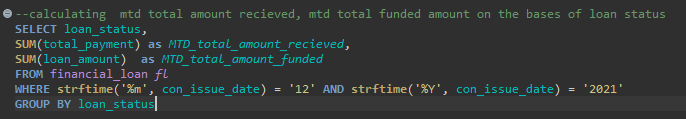 --calculating  mtd total amount recieved, mtd total funded amount on the bases of loan status
SELECT loan_status,
SUM(total_payment) as MTD_total_amount_recieved,
SUM(loan_amount)  as MTD_total_amount_funded
FROM financial_loan fl
WHERE strftime('%m', con_issue_date) = '12' AND strftime('%Y', con_issue_date) = '2021'
GROUP BY loan_status